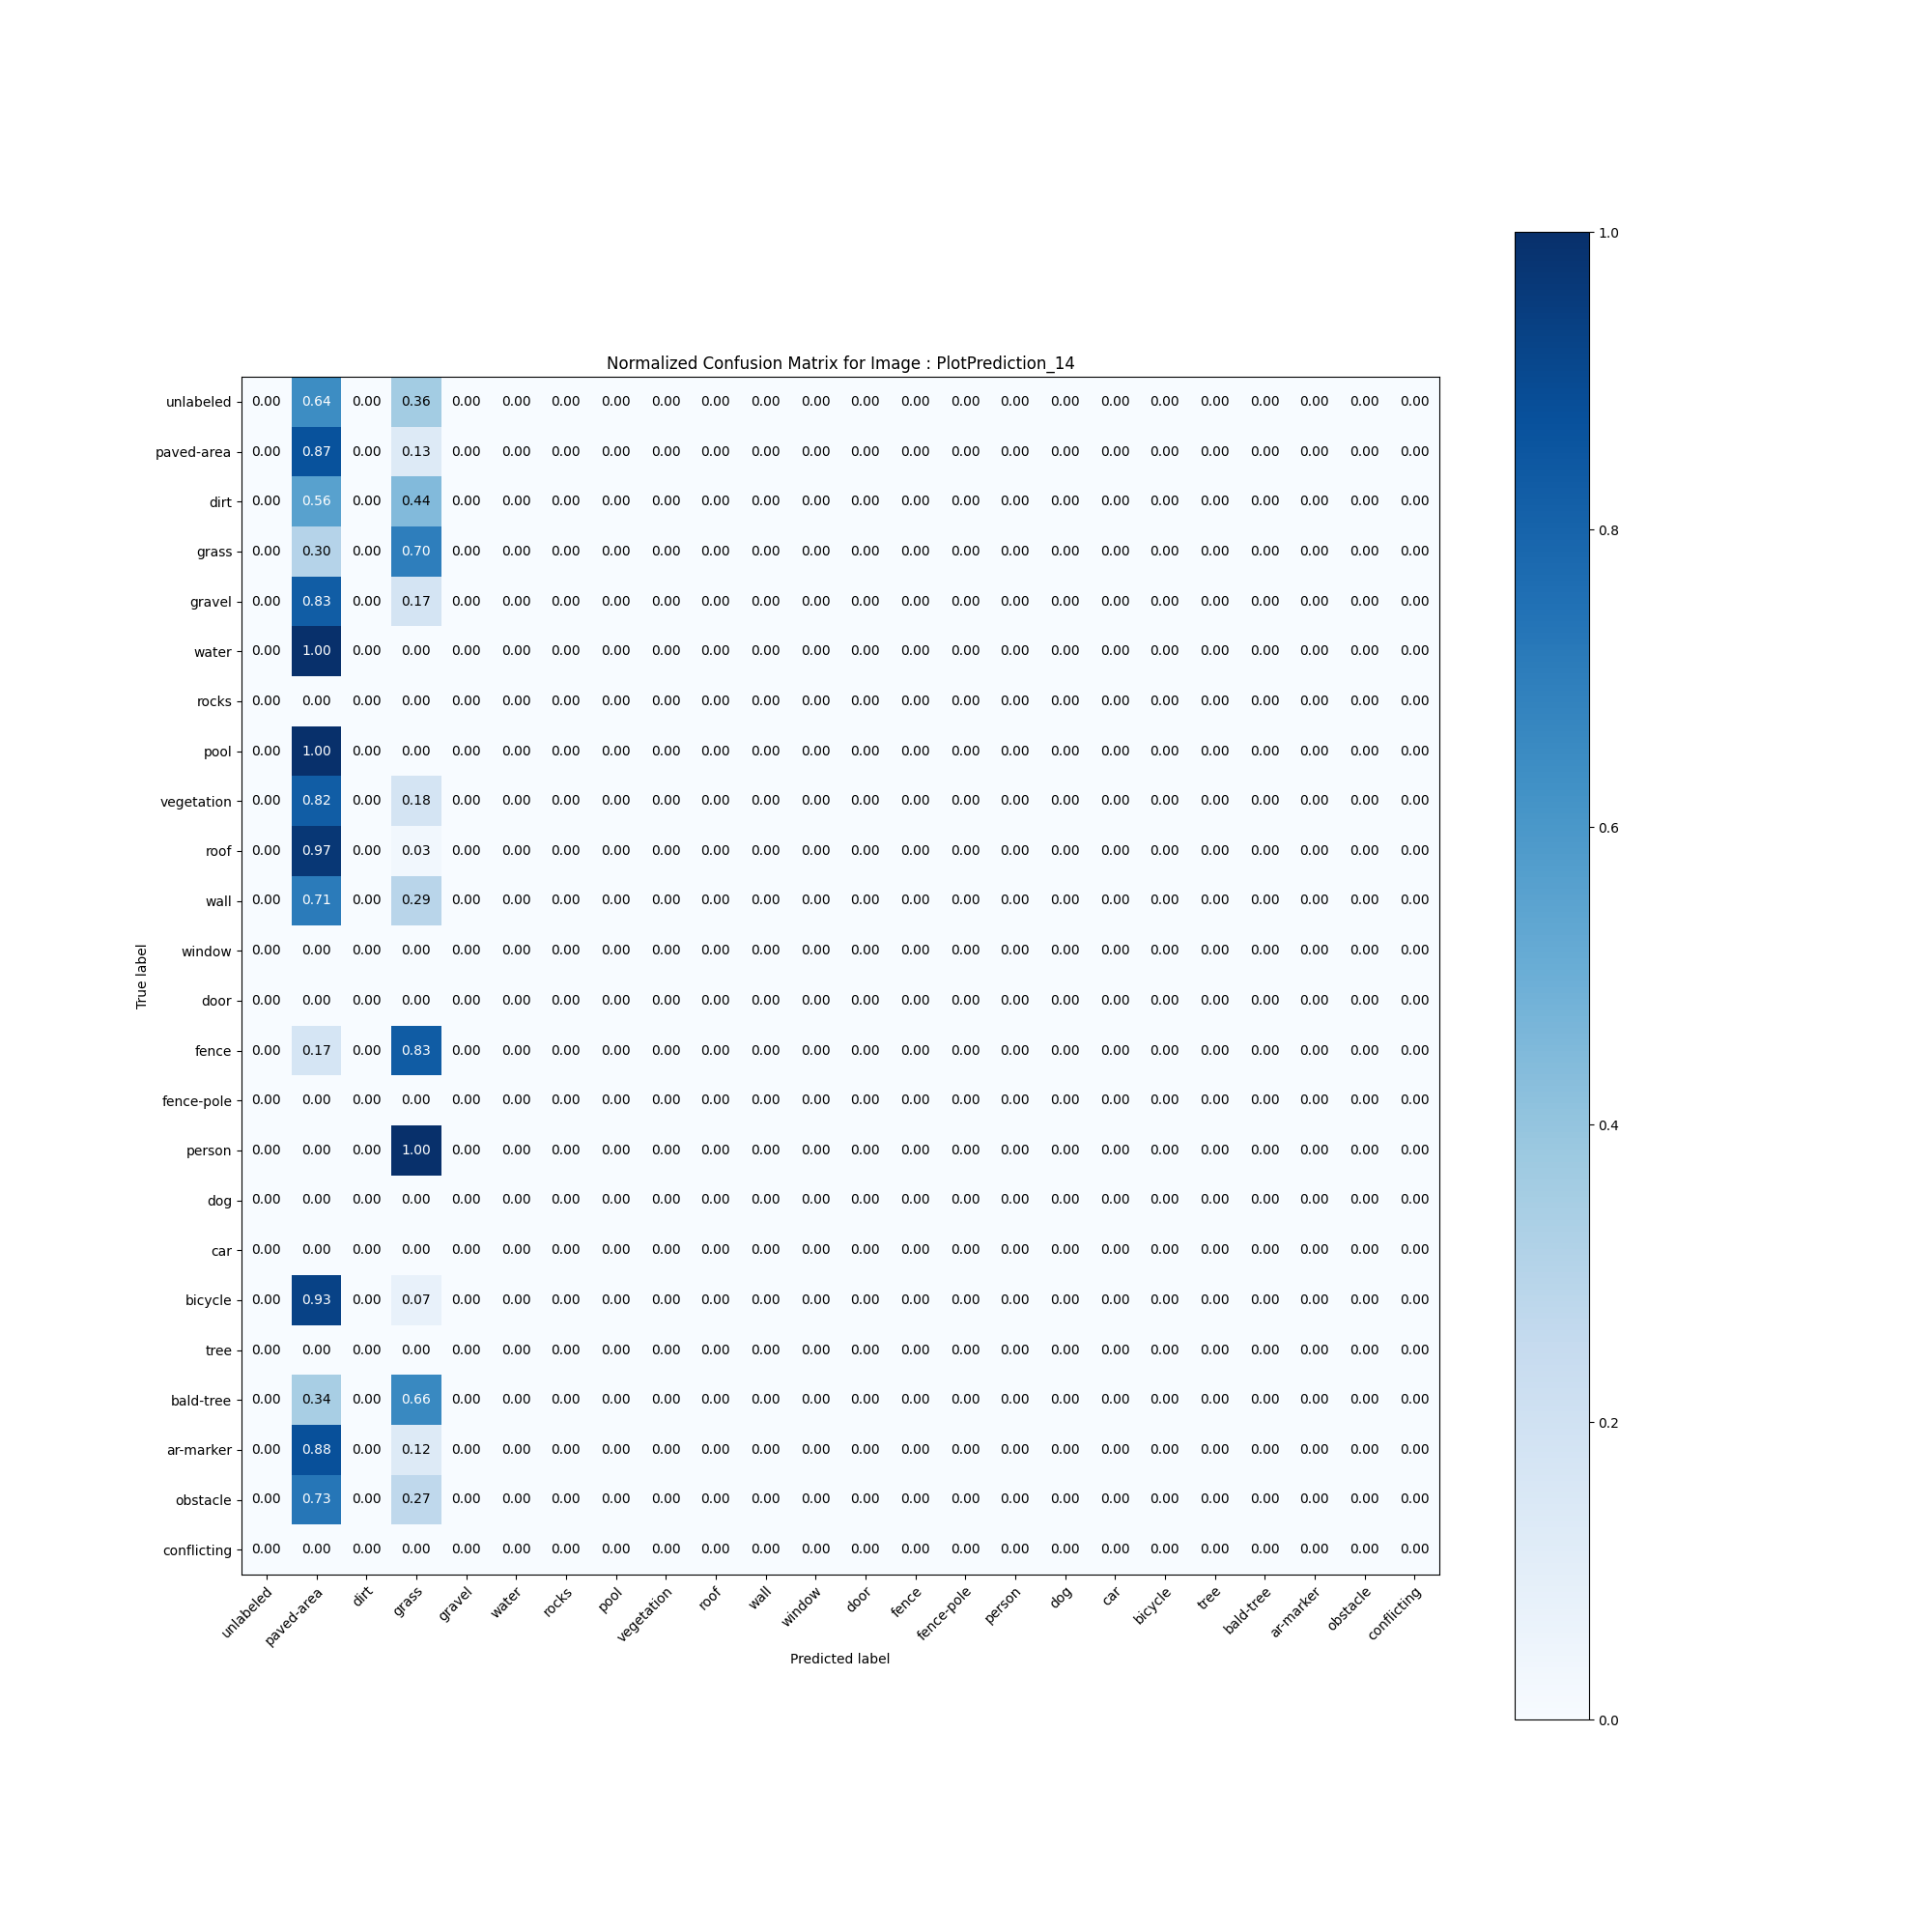 Normalized Confusion Matrix for Image : PlotPrediction_14
1.0
unlabeled 0.00 0.64 0.00 0.36 0.00 0.00 0.00 0.00 0.00 0.00 0.00 0.00 0.00 0.00 0.00 0.00 0.00 0.00 0.00 0.00 0.00 0.00 0.00 0.00
paved-area 0.00 0.87 0.00 0.13 0.00 0.00 0.00 0.00 0.00 0.00 0.00 0.00 0.00 0.00 0.00 0.00 0.00 0.00 0.00 0.00 0.00 0.00 0.00 0.00
dirt 0.00 0.56 0.00 0.44 0.00 0.00 0.00 0.00 0.00 0.00 0.00 0.00 0.00 0.00 0.00 0.00 0.00 0.00 0.00 0.00 0.00 0.00 0.00 0.00
0.8
grass 0.00 0.30 0.00 0.70 0.00 0.00 0.00 0.00 0.00 0.00 0.00 0.00 0.00 0.00 0.00 0.00 0.00 0.00 0.00 0.00 0.00 0.00 0.00 0.00
gravel 0.00 0.83 0.00 0.17 0.00 0.00 0.00 0.00 0.00 0.00 0.00 0.00 0.00 0.00 0.00 0.00 0.00 0.00 0.00 0.00 0.00 0.00 0.00 0.00
water 0.00 1.00 0.00 0.00 0.00 0.00 0.00 0.00 0.00 0.00 0.00 0.00 0.00 0.00 0.00 0.00 0.00 0.00 0.00 0.00 0.00 0.00 0.00 0.00
rocks 0.00 0.00 0.00 0.00 0.00 0.00 0.00 0.00 0.00 0.00 0.00 0.00 0.00 0.00 0.00 0.00 0.00 0.00 0.00 0.00 0.00 0.00 0.00 0.00
pool 0.00 1.00 0.00 0.00 0.00 0.00 0.00 0.00 0.00 0.00 0.00 0.00 0.00 0.00 0.00 0.00 0.00 0.00 0.00 0.00 0.00 0.00 0.00 0.00
vegetation 0.00 0.82 0.00 0.18 0.00 0.00 0.00 0.00 0.00 0.00 0.00 0.00 0.00 0.00 0.00 0.00 0.00 0.00 0.00 0.00 0.00 0.00 0.00 0.00
0.6
roof 0.00 0.97 0.00 0.03 0.00 0.00 0.00 0.00 0.00 0.00 0.00 0.00 0.00 0.00 0.00 0.00 0.00 0.00 0.00 0.00 0.00 0.00 0.00 0.00
wall 0.00 0.71 0.00 0.29 0.00 0.00 0.00 0.00 0.00 0.00 0.00 0.00 0.00 0.00 0.00 0.00 0.00 0.00 0.00 0.00 0.00 0.00 0.00 0.00
window 0.00 0.00 0.00 0.00 0.00 0.00 0.00 0.00 0.00 0.00 0.00 0.00 0.00 0.00 0.00 0.00 0.00 0.00 0.00 0.00 0.00 0.00 0.00 0.00
True label
door 0.00 0.00 0.00 0.00 0.00 0.00 0.00 0.00 0.00 0.00 0.00 0.00 0.00 0.00 0.00 0.00 0.00 0.00 0.00 0.00 0.00 0.00 0.00 0.00
fence 0.00 0.17 0.00 0.83 0.00 0.00 0.00 0.00 0.00 0.00 0.00 0.00 0.00 0.00 0.00 0.00 0.00 0.00 0.00 0.00 0.00 0.00 0.00 0.00
fence-pole 0.00 0.00 0.00 0.00 0.00 0.00 0.00 0.00 0.00 0.00 0.00 0.00 0.00 0.00 0.00 0.00 0.00 0.00 0.00 0.00 0.00 0.00 0.00 0.00
0.4
person 0.00 0.00 0.00 1.00 0.00 0.00 0.00 0.00 0.00 0.00 0.00 0.00 0.00 0.00 0.00 0.00 0.00 0.00 0.00 0.00 0.00 0.00 0.00 0.00
dog 0.00 0.00 0.00 0.00 0.00 0.00 0.00 0.00 0.00 0.00 0.00 0.00 0.00 0.00 0.00 0.00 0.00 0.00 0.00 0.00 0.00 0.00 0.00 0.00
car 0.00 0.00 0.00 0.00 0.00 0.00 0.00 0.00 0.00 0.00 0.00 0.00 0.00 0.00 0.00 0.00 0.00 0.00 0.00 0.00 0.00 0.00 0.00 0.00
bicycle 0.00 0.93 0.00 0.07 0.00 0.00 0.00 0.00 0.00 0.00 0.00 0.00 0.00 0.00 0.00 0.00 0.00 0.00 0.00 0.00 0.00 0.00 0.00 0.00
tree 0.00 0.00 0.00 0.00 0.00 0.00 0.00 0.00 0.00 0.00 0.00 0.00 0.00 0.00 0.00 0.00 0.00 0.00 0.00 0.00 0.00 0.00 0.00 0.00
bald-tree 0.00 0.34 0.00 0.66 0.00 0.00 0.00 0.00 0.00 0.00 0.00 0.00 0.00 0.00 0.00 0.00 0.00 0.00 0.00 0.00 0.00 0.00 0.00 0.00
0.2
ar-marker 0.00 0.88 0.00 0.12 0.00 0.00 0.00 0.00 0.00 0.00 0.00 0.00 0.00 0.00 0.00 0.00 0.00 0.00 0.00 0.00 0.00 0.00 0.00 0.00
obstacle 0.00 0.73 0.00 0.27 0.00 0.00 0.00 0.00 0.00 0.00 0.00 0.00 0.00 0.00 0.00 0.00 0.00 0.00 0.00 0.00 0.00 0.00 0.00 0.00
conflicting 0.00 0.00 0.00 0.00 0.00 0.00 0.00 0.00 0.00 0.00 0.00 0.00 0.00 0.00 0.00 0.00 0.00 0.00 0.00 0.00 0.00 0.00 0.00 0.00
unlabeled paved-area dirt grass gravel water rocks pool vegetation roof wall window door fence fence-pole person dog car bicycle tree bald-tree ar-marker obstacle conflicting
Predicted label
0.0